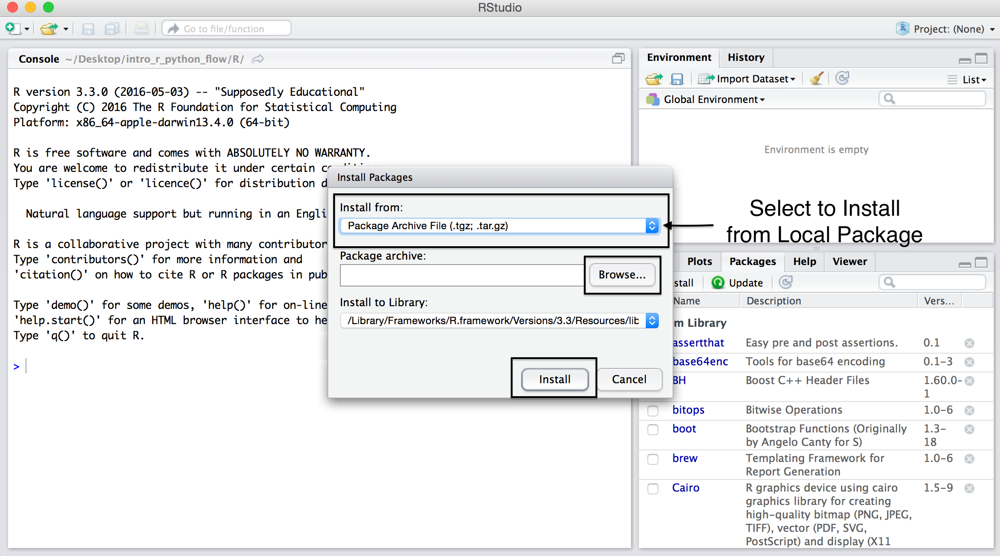 RStudio
Go to file/function
Project: (None)
Console ~/Desktop/intro_r_python_flow/R/
R version 3.3.0 (2016-05-03) -- "Supposedly Educational"
Copyright (C) 2016 The R Foundation for Statistical Computing
Platform: x86_64-apple-darwin13.4.0 (64-bit)
R is free software and comes with ABSOLUTELY NO WARRANTY.
You are welcome to redistribute it under certain
Type 'license()' or 'licence()' for distribution d
Natural language support but running in an Engli
R is a collaborative project with many contributor
Type 'contributors()' for more information and
'citation()' on how to cite R or R packages in pub
Type 'demo()' for some demos, 'help()' for on-line
'help.start()' for an HTML browser interface to he
Type 'q()' to quit R.
>
Install Packages
Install from:
Package Archive File (.tgz; .tar.gz)
Package archive:
Browse...
Install to Library:
/Library/Frameworks/R.framework/Versions/3.3/Resources/lib
Install
Cancel
Environment
History
Import Dataset
List
Global Environment
Environment is empty
Select to Install
from Local Package
Plots
Packages
Help
Viewer
stall
Update
Name
Description
Vers...
m Library
assertthat
Easy pre and post assertions.
0.1
base64enc
Tools for base64 encoding
0.1-3
BH
Boost C++ Header Files
1.60.0-
1
bitops
Bitwise Operations
1.0-6
boot
Bootstrap Functions (Originally
by Angelo Canty for S)
1.3-
18
brew
Templating Framework for
Report Generation
1.0-6
Cairo
R graphics device using cairo
graphics library for creating
high-quality bitmap (PNG, JPEG,
TIFF), vector (PDF, SVG,
PostScript) and display (X11
1.5-9